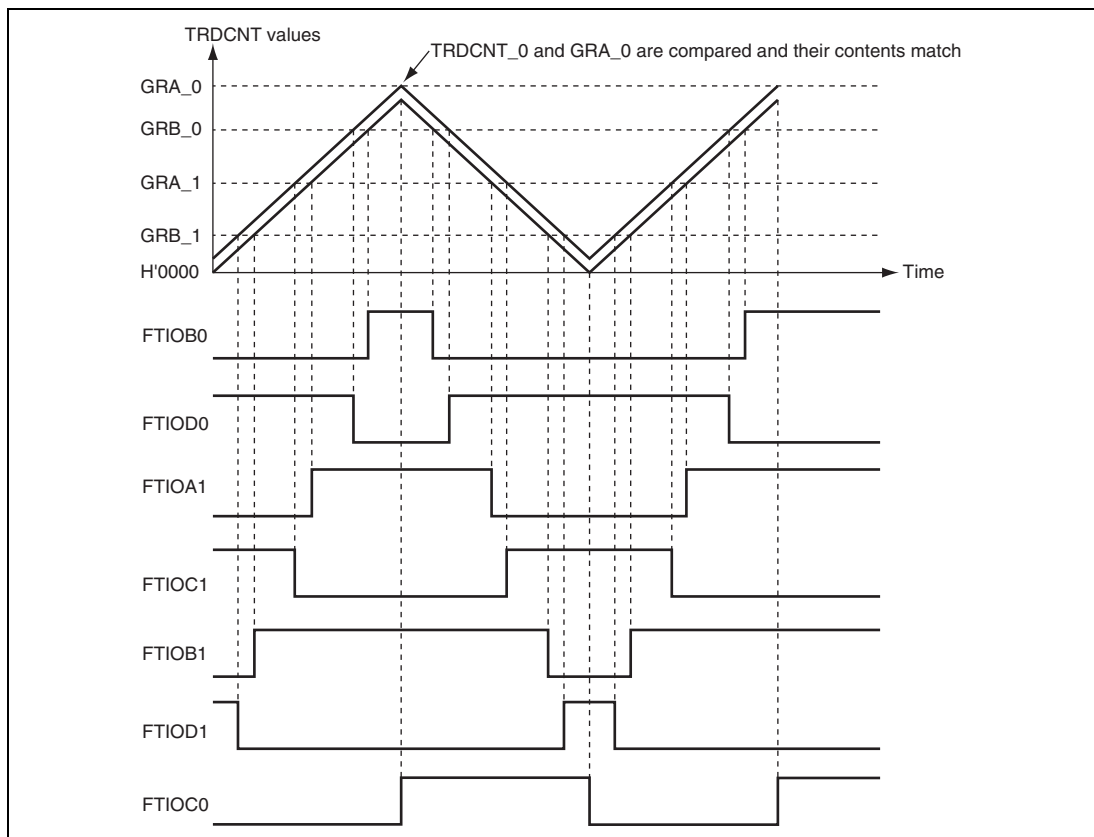 TRDCNT values
TRDCNT_0 and GRA_0 are compared and their contents match
GRA_0
GRB_0
GRA_1
GRB_1
H'0000
Time
FTIOB0
FTIOD0
FTIOA1
FTIOC1
FTIOB1
FTIOD1
FTIOC0